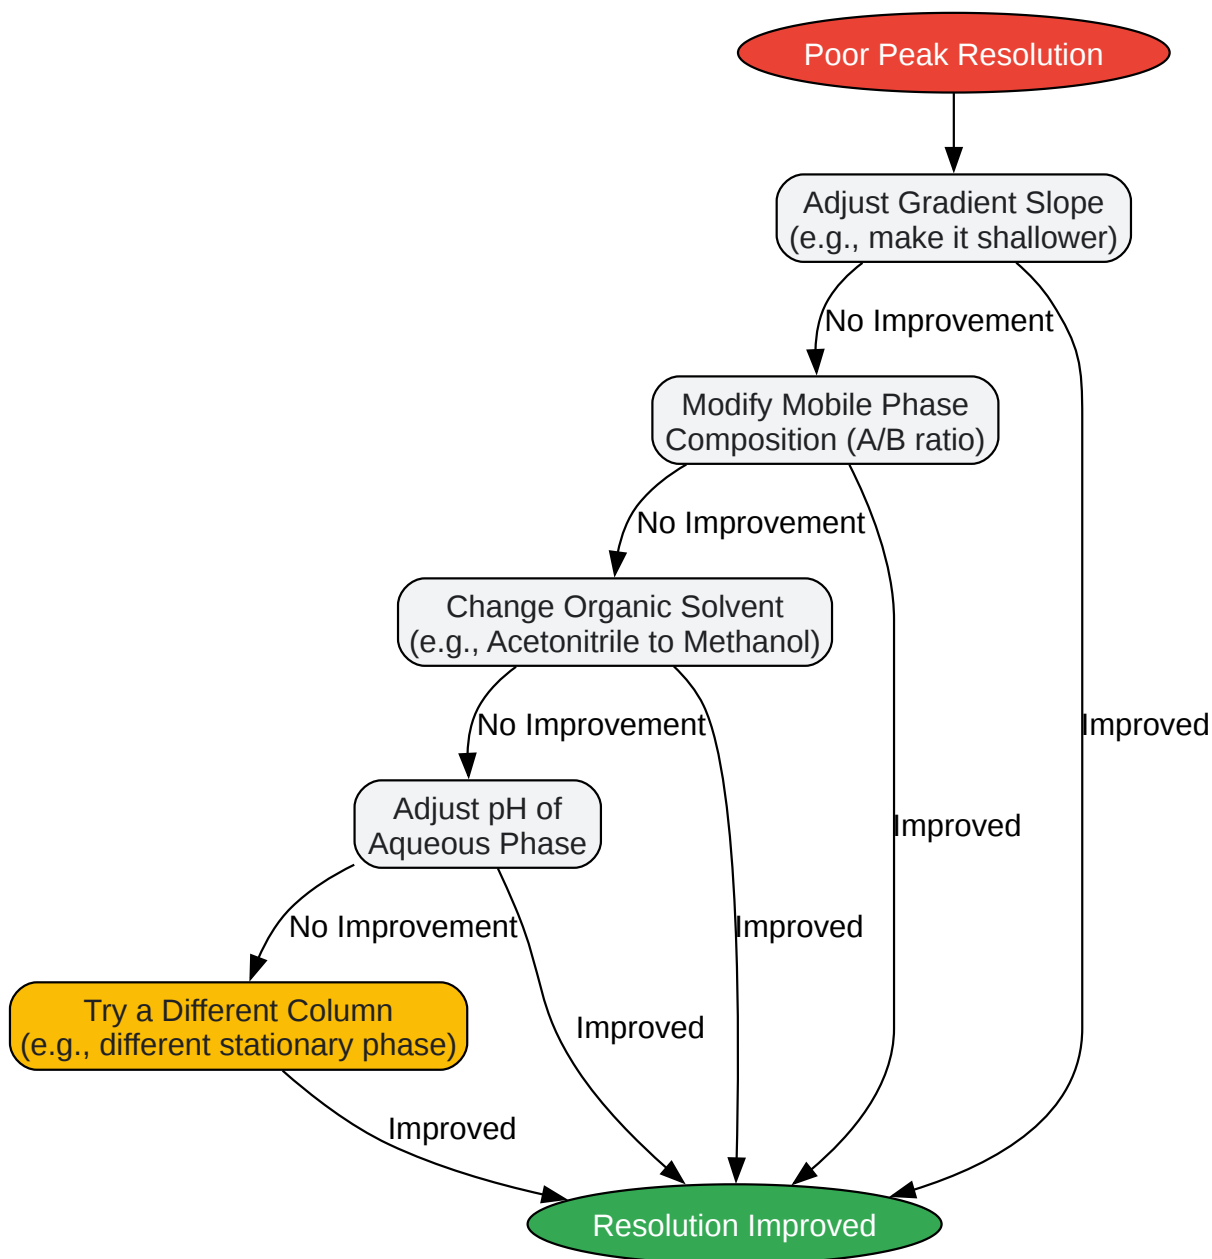 Poor Peak Resolution
Adjust Gradient Slope
(e.g., make it shallower)
No Improvement
Modify Mobile Phase
Composition (A/B ratio)
No Improvement
Change Organic Solvent
(e.g., Acetonitrile to Methanol)
No Improvement
Improved
Adjust pH of
Aqueous Phase
Improved
No Improvement
Improved
Try a Different Column
(e.g., different stationary phase)
Improved
Improved
Resolution Improved